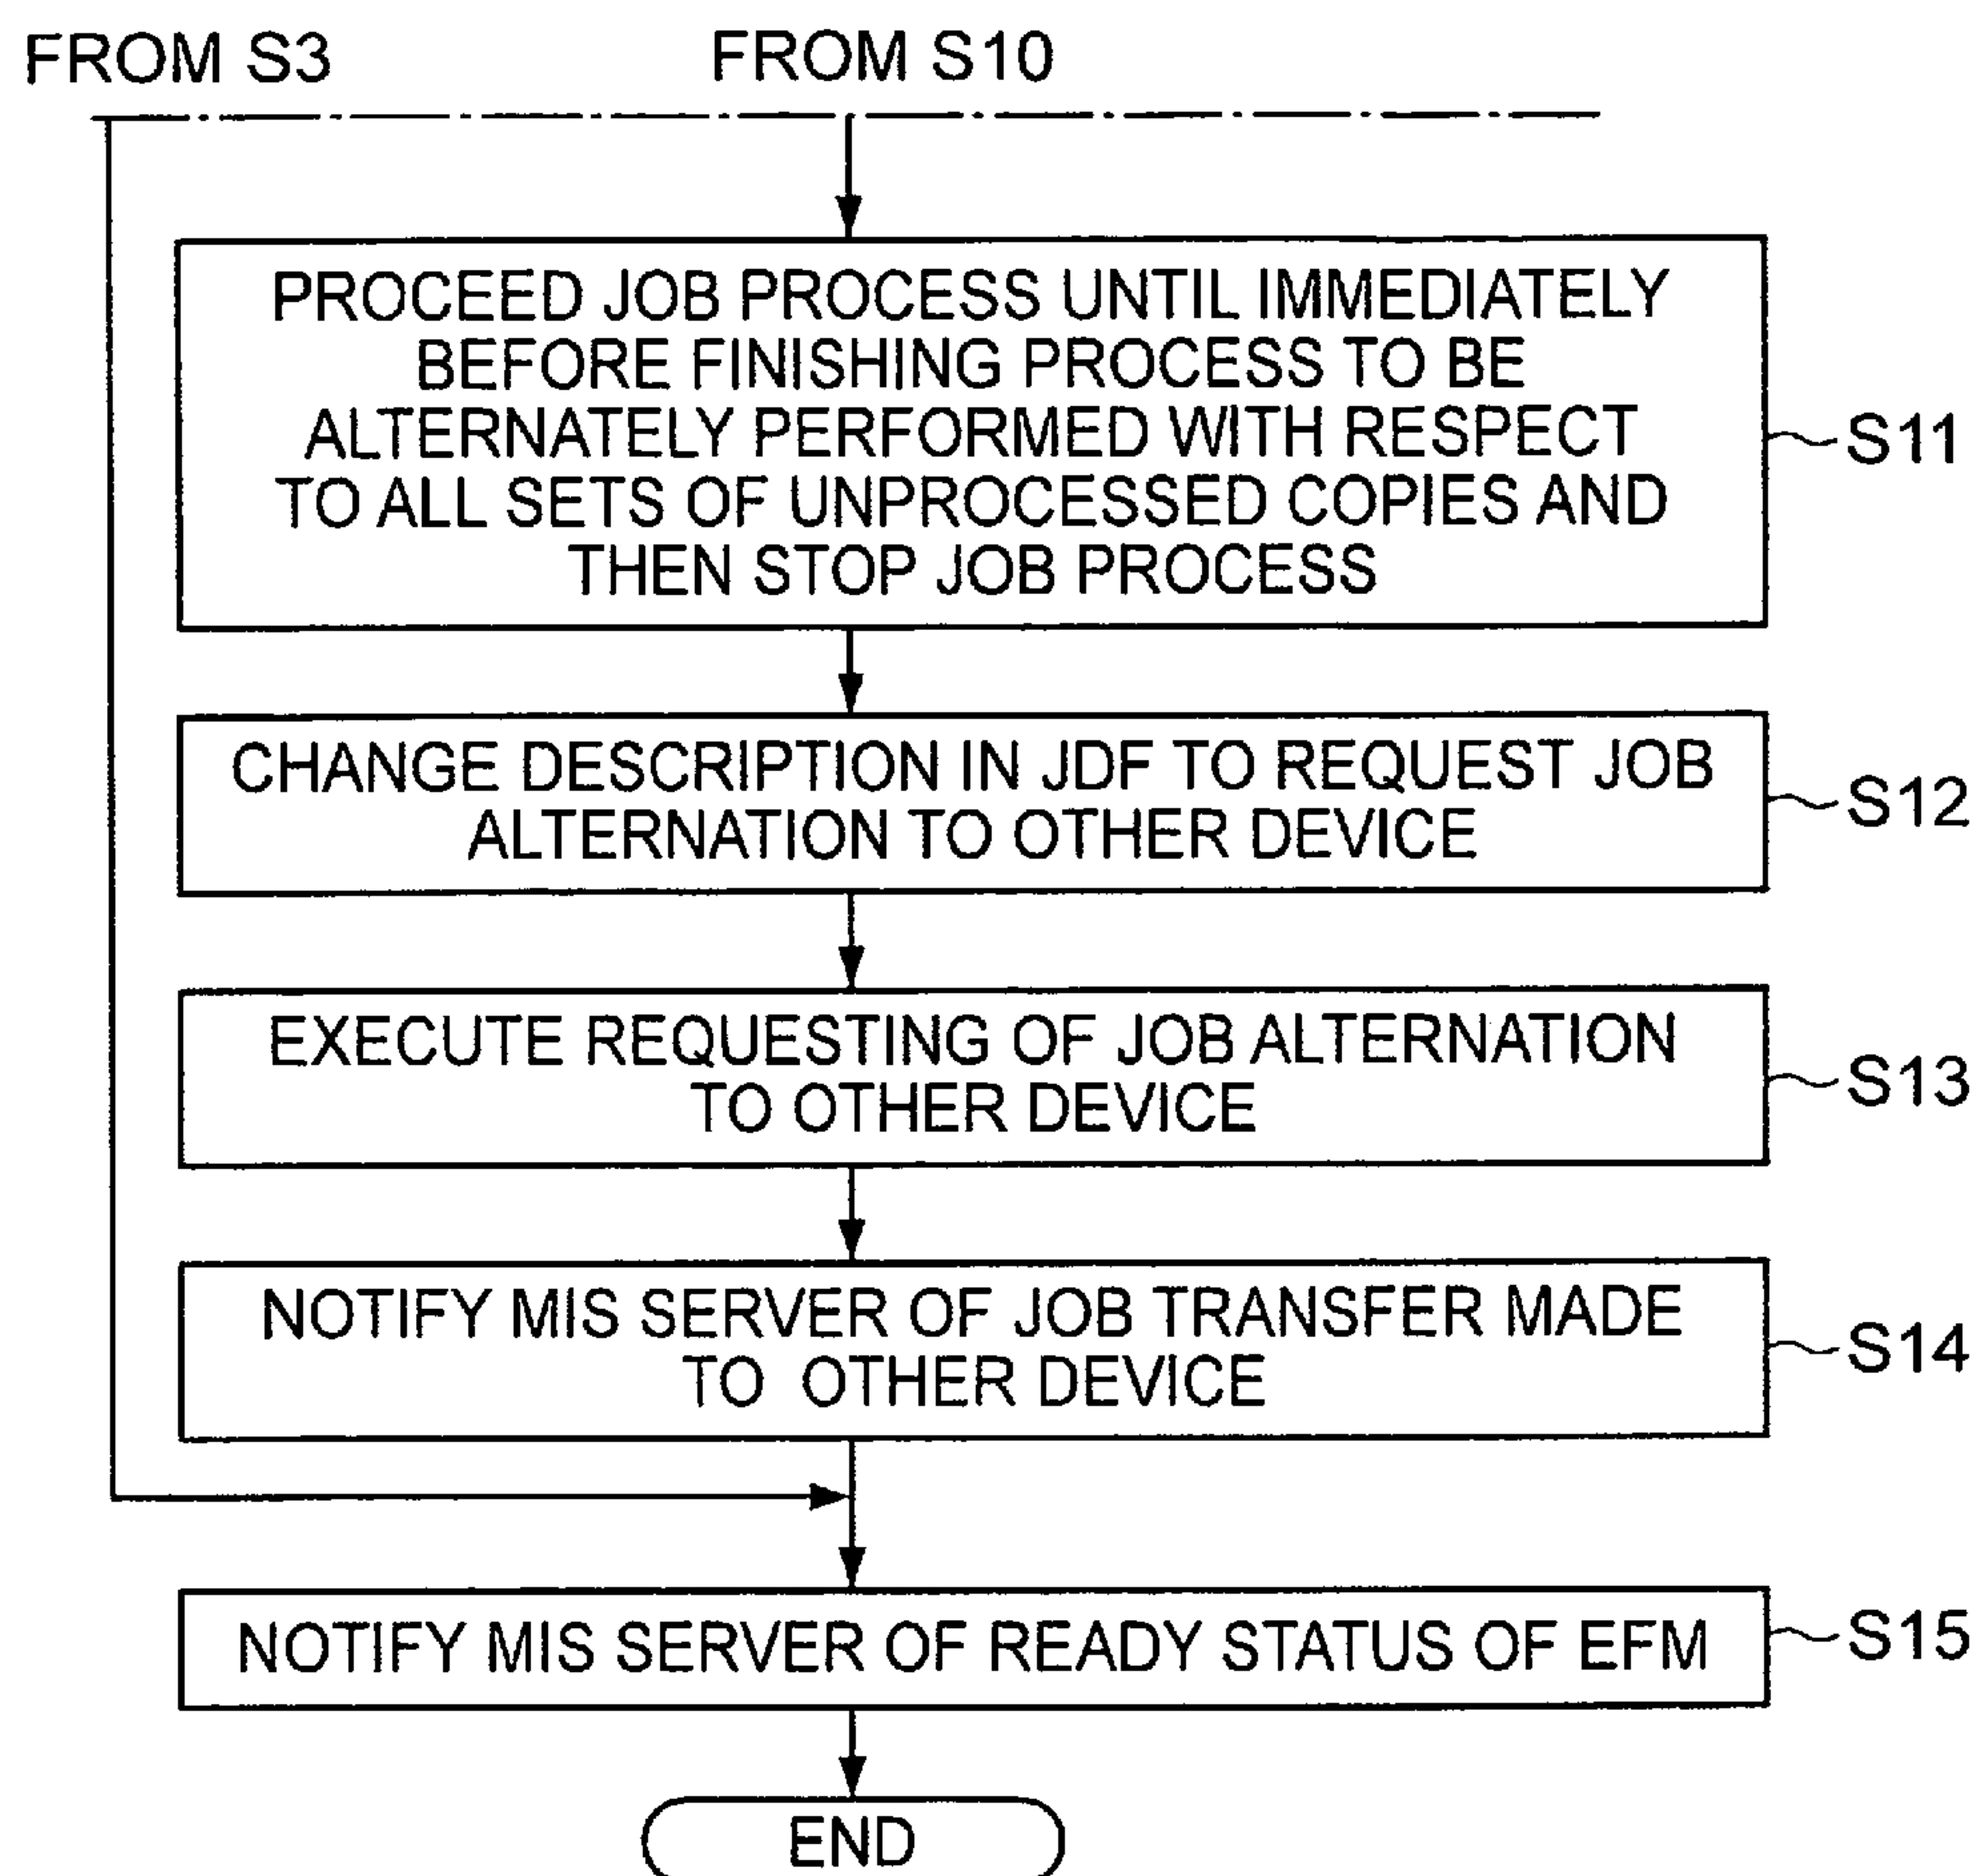 FROM S3
FROM S10
PROCEED JOB PROCESS UNTIL IMMEDIATELY
BEFORE FINISHING PROCESS TO BE
ALTERNATELY PERFORMED WITH RESPECT
TO ALL SETS OF UNPROCESSED COPIES AND
THEN STOP JOB PROCESS
S11
CHANGE DESCRIPTION IN JDF TO REQUEST JOB
ALTERNATION TO OTHER DEVICE
S12
EXECUTE REQUESTING OF JOB ALTERNATION
TO OTHER DEVICE
S13
NOTIFY MIS SERVER OF JOB TRANSFER MADE
TO OTHER DEVICE
S14
NOTIFY MIS SERVER OF READY STATUS OF EFM
S15
END